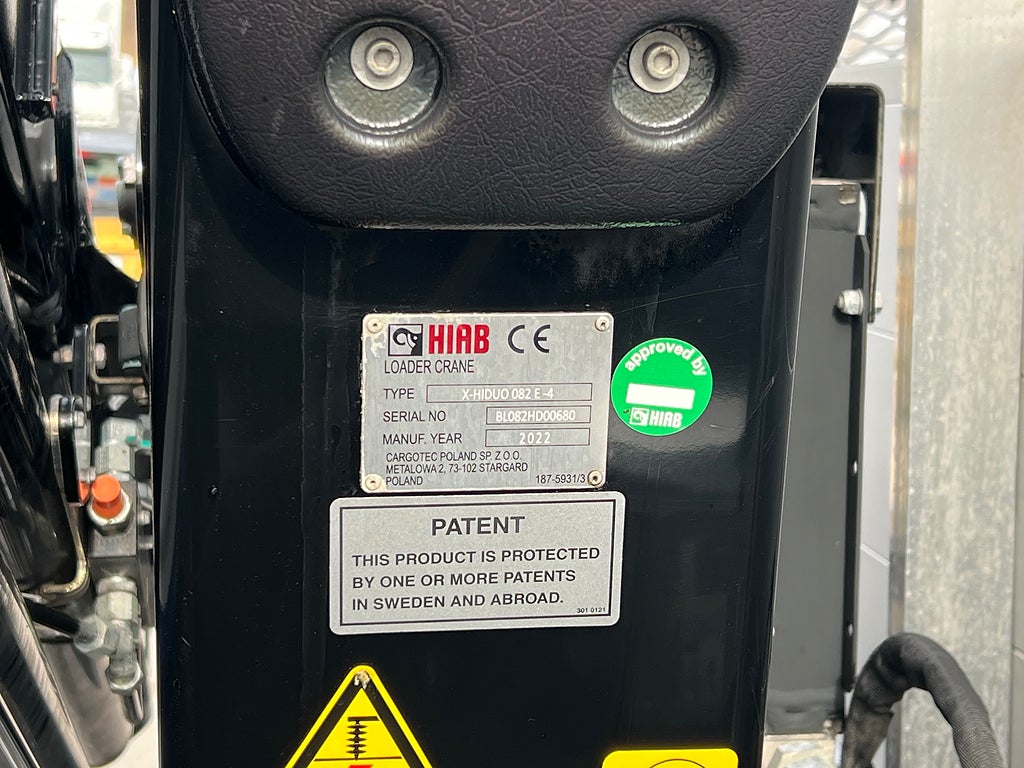 HIAB CE
LOADER CRANE
TYPE X-HIDUO 082 E -4
SERIAL NO BL082HD00680
MANUF. YEAR 2022
CARGOTEC POLAND SP. Z O.O.
METALOWA 2, 73-102 STARGARD
POLAND 187-5931/3
approved by
HIAB
PATENT
THIS PRODUCT IS PROTECTED
BY ONE OR MORE PATENTS
IN SWEDEN AND ABROAD.
301 0121